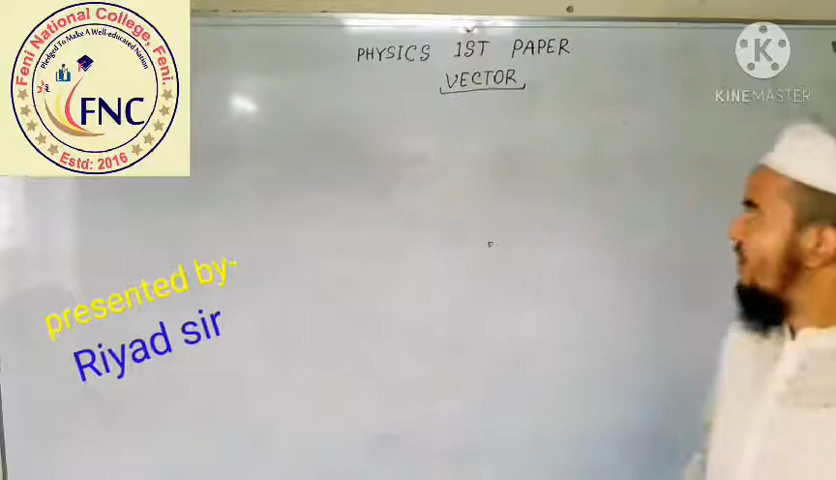 Feni National College, Feni.
Pledged To Make A Well-educated Nation
FNC
Estd: 2016
PHYSICS 1ST PAPER
VECTOR
K
KINEMASTER
presented by-
Riyad sir